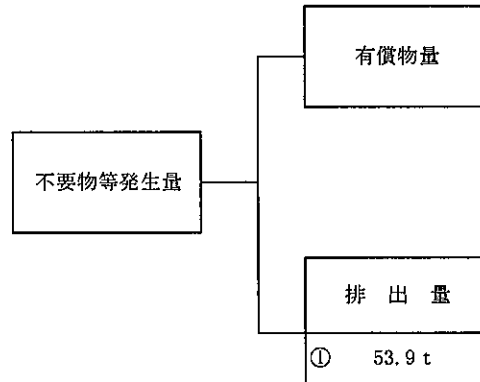 有償物量
不要物等発生量
排 出 量
① 53.9 t